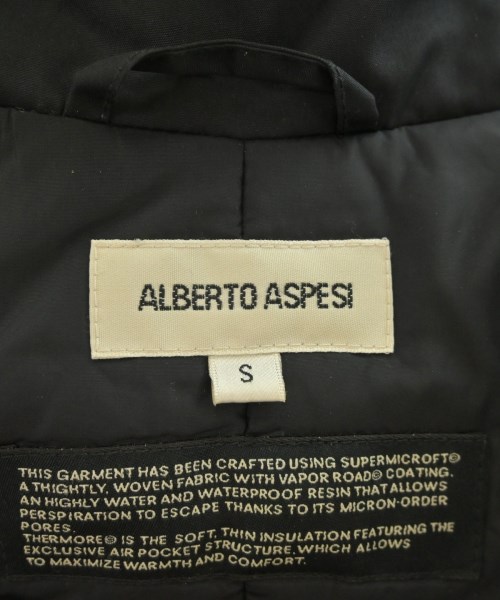 ALBERTO ASPESI
S
THIS GARMENT HAS BEEN CRAFTED USING SUPERMICROFT®
A THIGHTLY, WOVEN FABRIC WITH VAPOR ROAD® COATING.
AN HIGHLY WATER AND WATERPROOF RESIN THAT ALLOWS
PERSPIRATION TO ESCAPE THANKS TO ITS MICRON-ORDER
PORES.
THERMORE® IS THE SOFT, THIN INSULATION FEATURING THE
EXCLUSIVE AIR POCKET STRUCTURE, WHICH ALLOWS
TO MAXIMIZE WARMTH AND COMFORT.